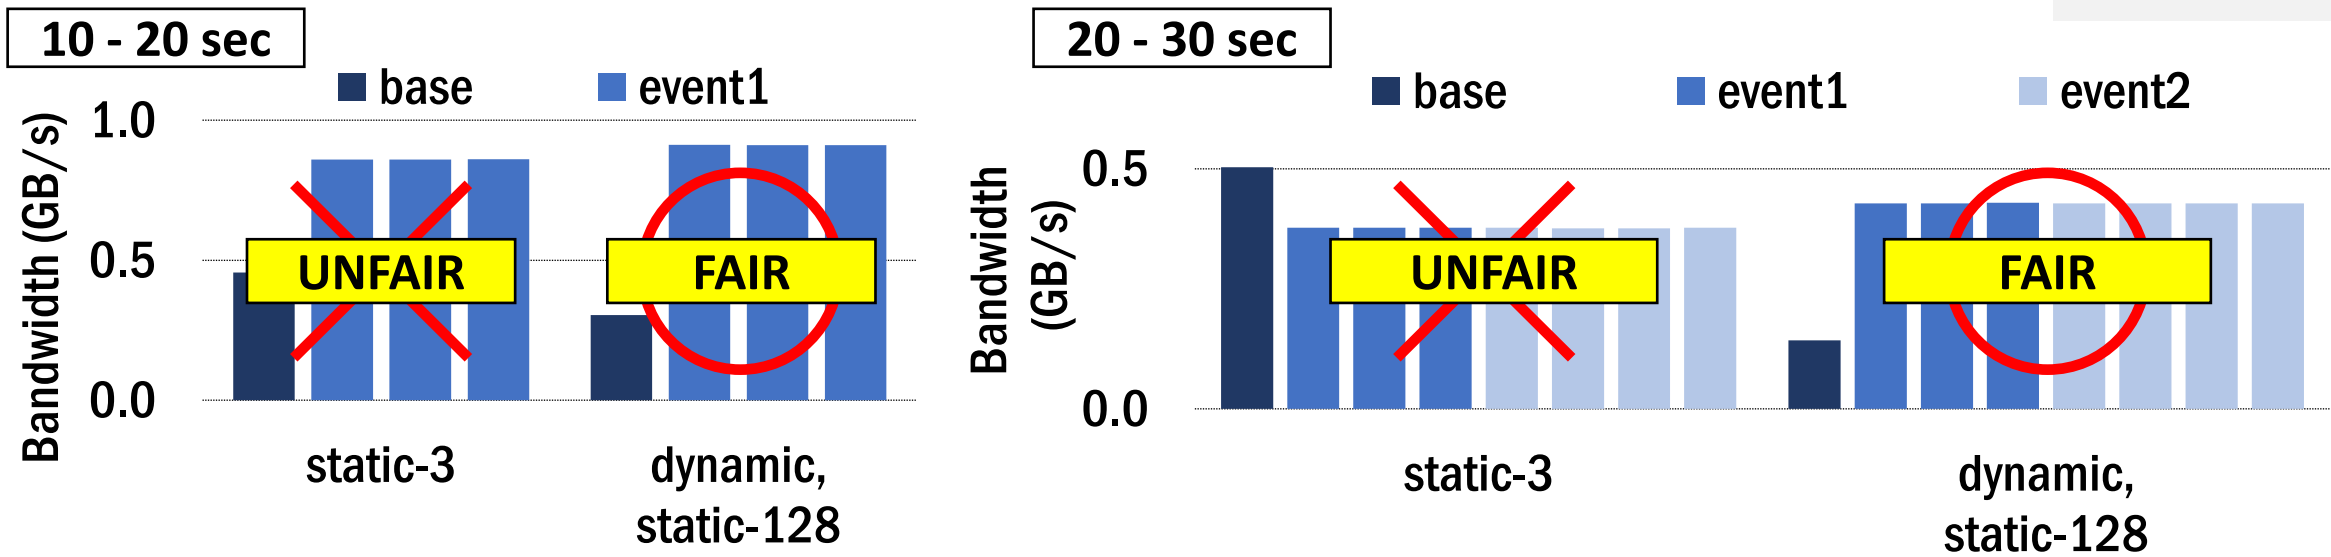 10 - 20 sec
base
event1
Bandwidth (GB/s)
1.0
0.5
0.0
UNFAIR
FAIR
static-3
dynamic,
static-128
20 - 30 sec
base
event1
event2
Bandwidth
(GB/s)
0.5
0.0
UNFAIR
FAIR
static-3
dynamic,
static-128